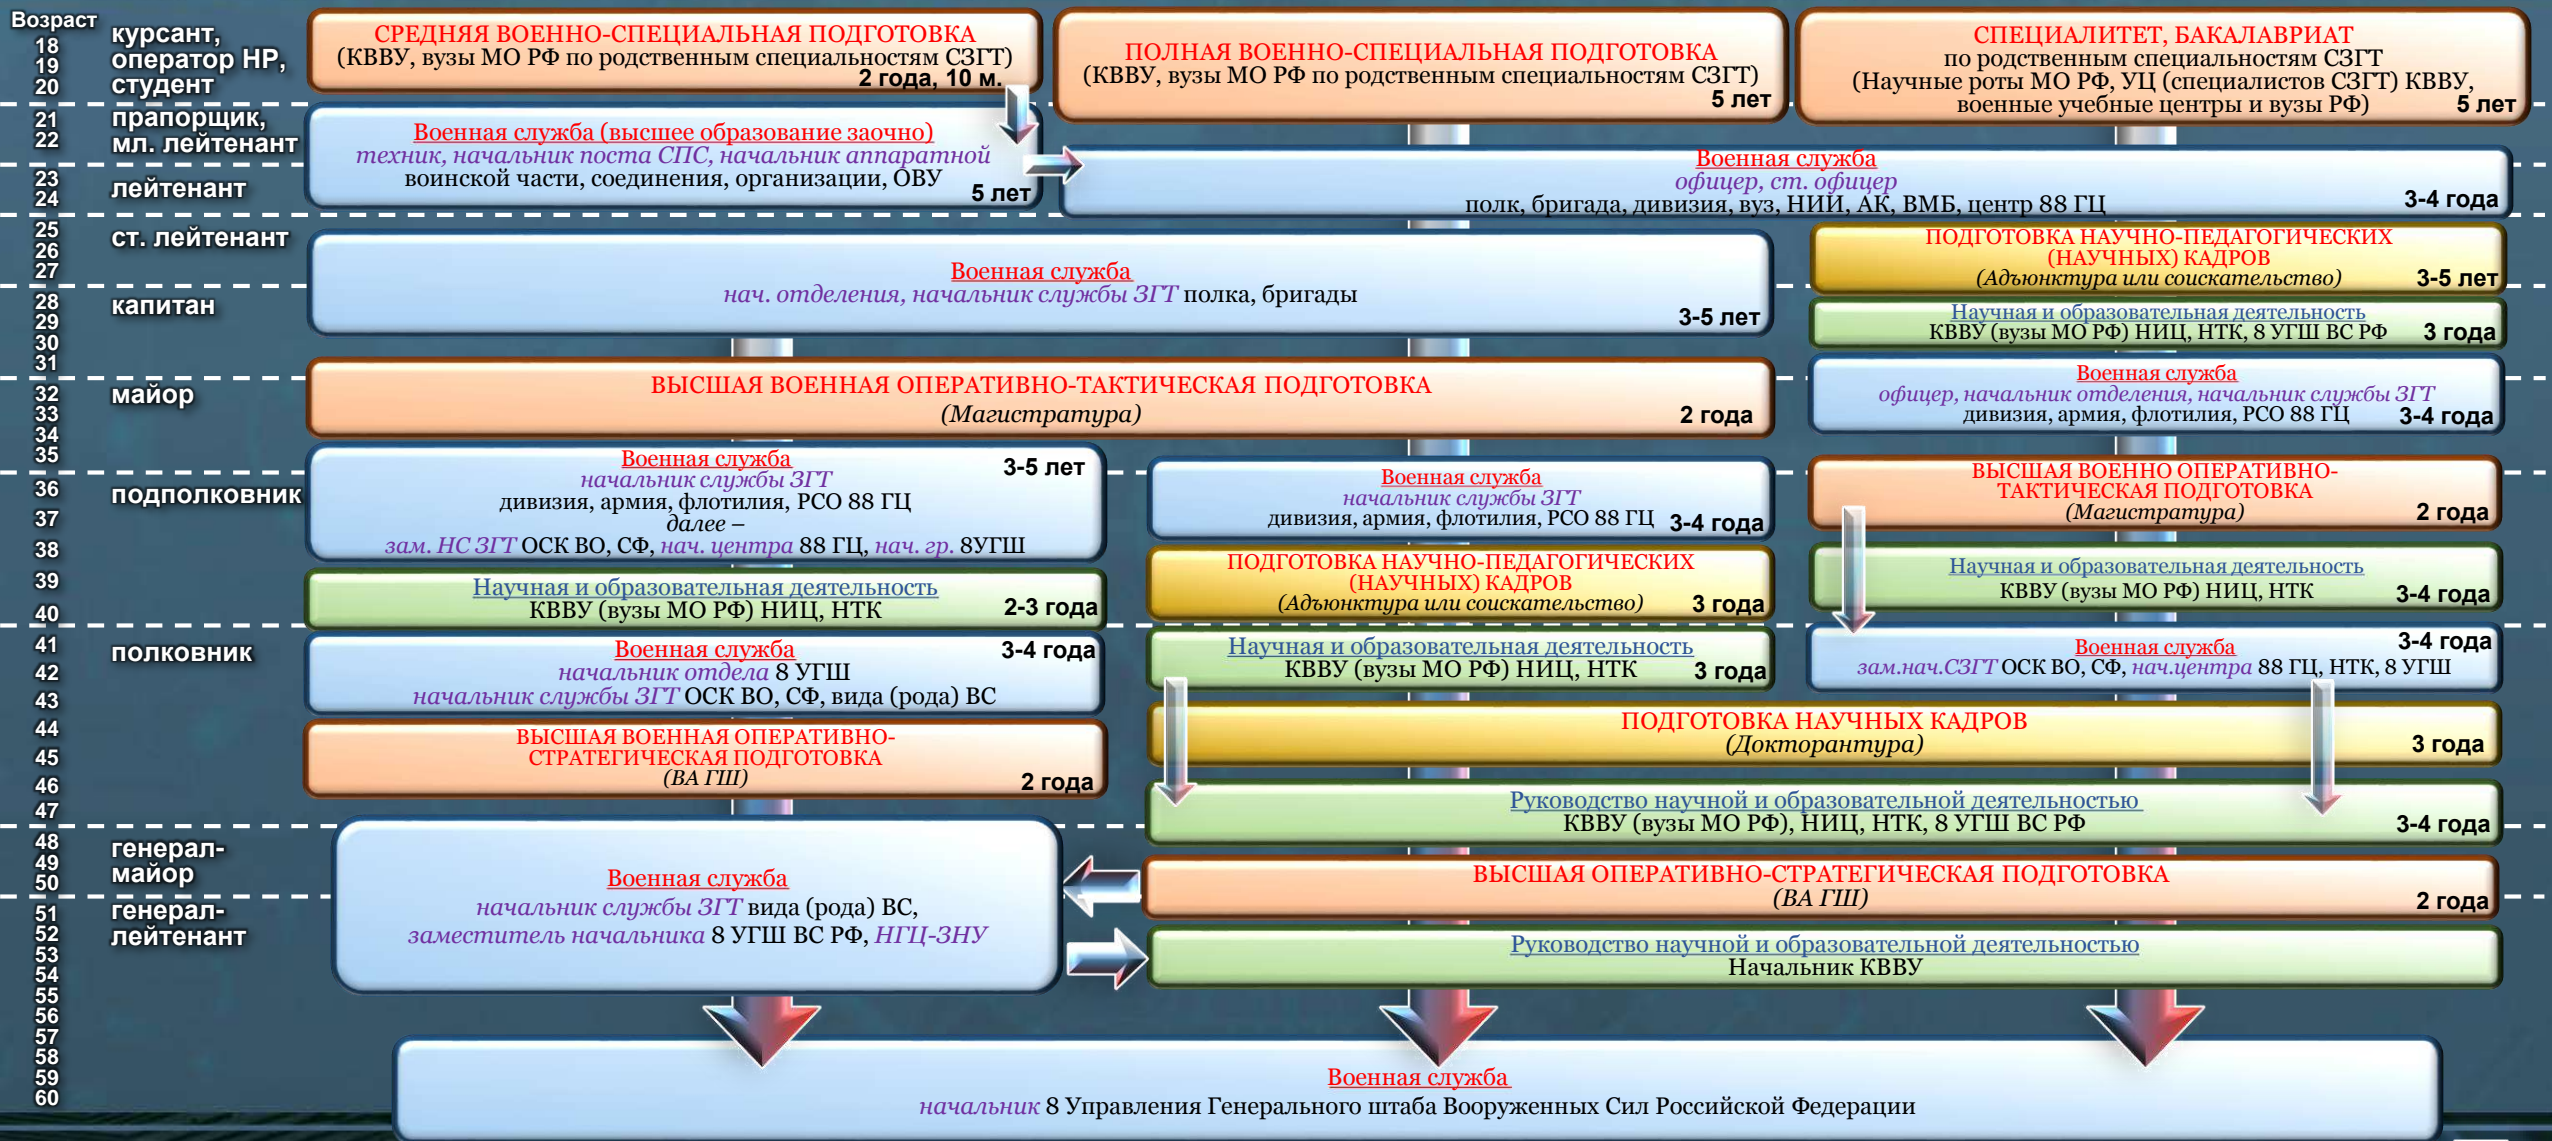 Возраст
18
19
20
21
22
23
24
25
26
27
28
29
30
31
32
33
34
35
36
37
38
39
40
41
42
43
44
45
46
47
48
49
50
51
52
53
54
55
56
57
58
59
60
курсант,
оператор НР,
студент
прапорщик,
мл. лейтенант
лейтенант
ст. лейтенант
капитан
майор
подполковник
полковник
генерал-
майор
генерал-
лейтенант
СРЕДНЯЯ ВОЕННО-СПЕЦИАЛЬНАЯ ПОДГОТОВКА
(КВВУ, вузы МО РФ по родственным специальностям СЗГТ)
2 года, 10 м.
ПОЛНАЯ ВОЕННО-СПЕЦИАЛЬНАЯ ПОДГОТОВКА
(КВВУ, вузы МО РФ по родственным специальностям СЗГТ)
5 лет
СПЕЦИАЛИТЕТ, БАКАЛАВРИАТ
по родственным специальностям СЗГТ
(Научные роты МО РФ, УЦ (специалистов СЗГТ) КВВУ,
военные учебные центры и вузы РФ)
5 лет
Военная служба (высшее образование заочно)
техник, начальник поста СПС, начальник аппаратной
воинской части, соединения, организации, ОВУ
5 лет
Военная служба
офицер, ст. офицер
полк, бригада, дивизия, вуз, НИИ, АК, ВМБ, центр 88 ГЦ
3-4 года
Военная служба
нач. отделения, начальник службы ЗГТ полка, бригады
3-5 лет
ПОДГОТОВКА НАУЧНО-ПЕДАГОГИЧЕСКИХ
(НАУЧНЫХ) КАДРОВ
(Адъюнктура или соискательство)
3-5 лет
Научная и образовательная деятельность
КВВУ (вузы МО РФ) НИЦ, НТК, 8 УГШ ВС РФ
3 года
ВЫСШАЯ ВОЕННАЯ ОПЕРАТИВНО-ТАКТИЧЕСКАЯ ПОДГОТОВКА
(Магистратура)
2 года
Военная служба
офицер, начальник отделения, начальник службы ЗГТ
дивизия, армия, флотилия, РСО 88 ГЦ
3-4 года
Военная служба
3-5 лет
начальник службы ЗГТ
дивизия, армия, флотилия, РСО 88 ГЦ
далее –
зам. НС ЗГТ ОСК ВО, СФ, нач. центра 88 ГЦ, нач. гр. 8УГШ
Военная служба
начальник службы ЗГТ
дивизия, армия, флотилия, РСО 88 ГЦ
3-4 года
ВЫСШАЯ ВОЕННО ОПЕРАТИВНО-
ТАКТИЧЕСКАЯ ПОДГОТОВКА
(Магистратура)
2 года
Научная и образовательная деятельность
КВВУ (вузы МО РФ) НИЦ, НТК
2-3 года
ПОДГОТОВКА НАУЧНО-ПЕДАГОГИЧЕСКИХ
(НАУЧНЫХ) КАДРОВ
(Адъюнктура или соискательство)
3 года
Научная и образовательная деятельность
КВВУ (вузы МО РФ) НИЦ, НТК
3-4 года
Военная служба
3-4 года
начальник отдела 8 УГШ
начальник службы ЗГТ ОСК ВО, СФ, вида (рода) ВС
Научная и образовательная деятельность
КВВУ (вузы МО РФ) НИЦ, НТК
3 года
Военная служба
3-4 года
зам.нач.СЗГТ ОСК ВО, СФ, нач.центра 88 ГЦ, НТК, 8 УГШ
ВЫСШАЯ ВОЕННАЯ ОПЕРАТИВНО-
СТРАТЕГИЧЕСКАЯ ПОДГОТОВКА
(ВА ГШ)
2 года
ПОДГОТОВКА НАУЧНЫХ КАДРОВ
(Докторантура)
3 года
Руководство научной и образовательной деятельностью
КВВУ (вузы МО РФ), НИЦ, НТК, 8 УГШ ВС РФ
3-4 года
Военная служба
начальник службы ЗГТ вида (рода) ВС,
заместитель начальника 8 УГШ ВС РФ, НГЦ-ЗНУ
ВЫСШАЯ ОПЕРАТИВНО-СТРАТЕГИЧЕСКАЯ ПОДГОТОВКА
(ВА ГШ)
2 года
Руководство научной и образовательной деятельностью
Начальник КВВУ
Военная служба
начальник 8 Управления Генерального штаба Вооруженных Сил Российской Федерации